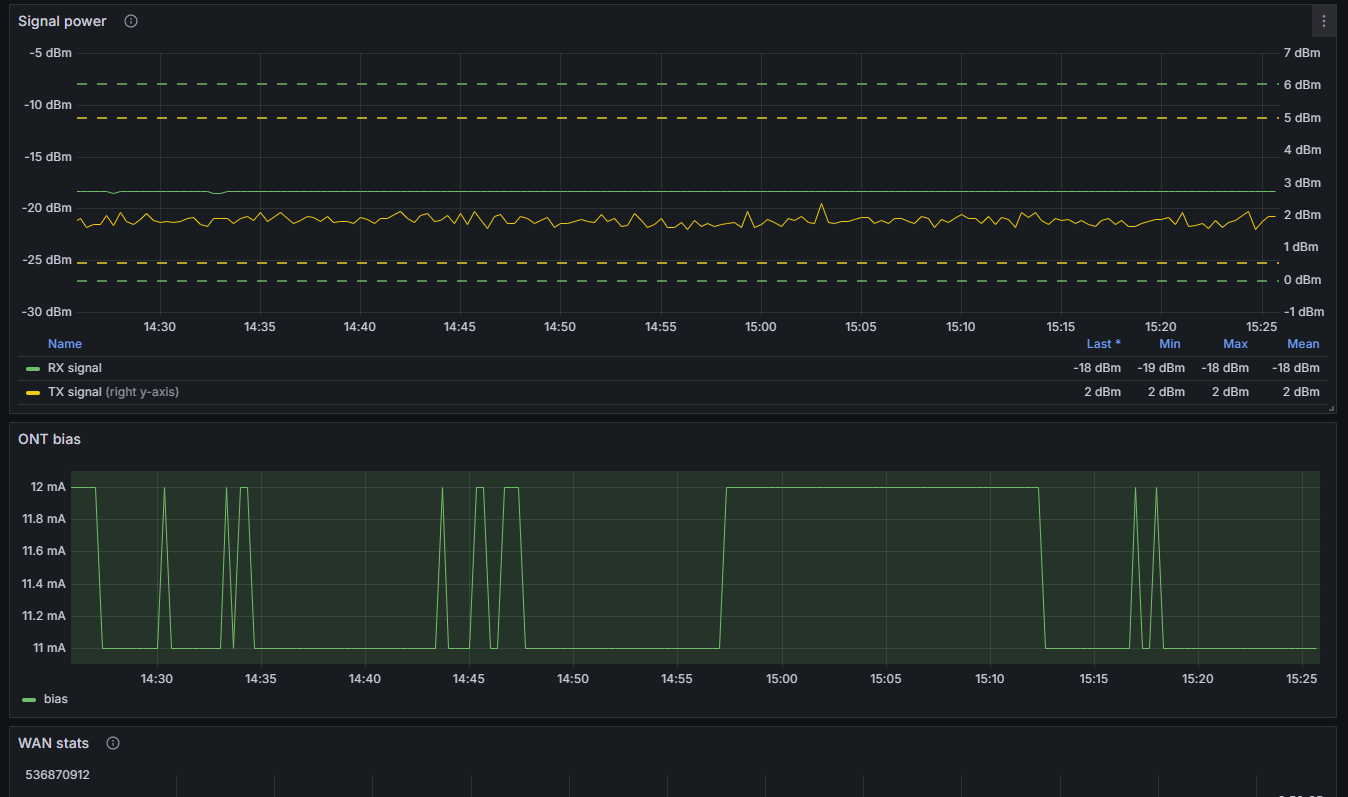 Signal power
-5 dBm 7 dBm
6 dBm
-10 dBm
5 dBm
4 dBm
-15 dBm
3 dBm
-20 dBm
2 dBm
1 dBm
-25 dBm
0 dBm
-30 dBm -1 dBm
14:30 14:35 14:40 14:45 14:50 14:55 15:00 15:05 15:10 15:15 15:20 15:25
Name Last * Min Max Mean
RX signal -18 dBm -19 dBm -18 dBm -18 dBm
TX signal (right y-axis) 2 dBm 2 dBm 2 dBm 2 dBm
ONT bias
12 mA
11.8 mA
11.6 mA
11.4 mA
11.2 mA
11 mA
14:30 14:35 14:40 14:45 14:50 14:55 15:00 15:05 15:10 15:15 15:20 15:25
bias
WAN stats
536870912